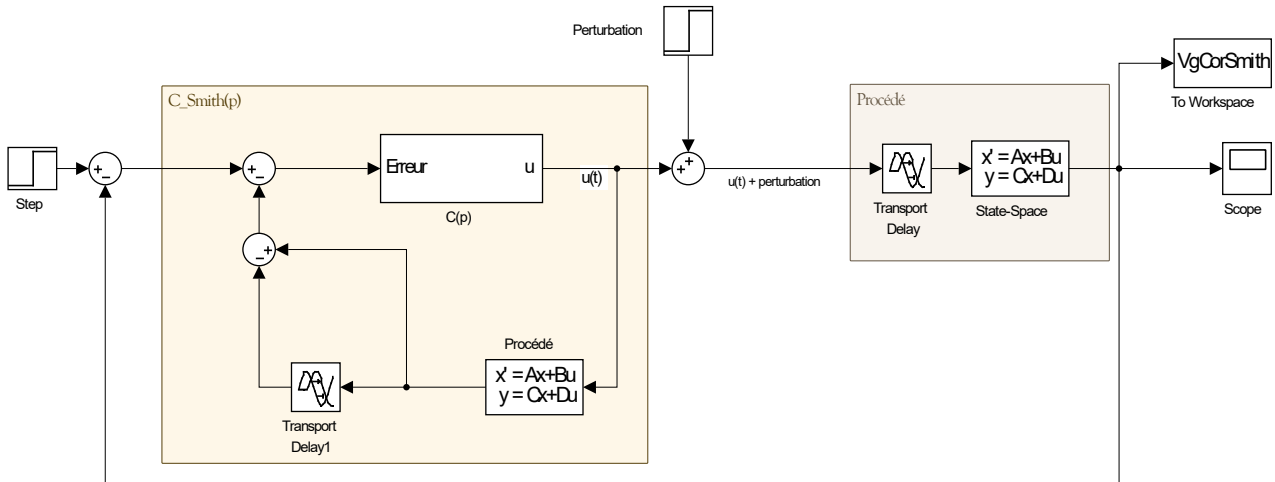 Perturbation
VgCorSmith
To Workspace
C_Smith(p)
Procédé
Step
Erreur
u
C(p)
u(t)
u(t) + perturbation
Transport
Delay
x' = Ax+Bu
y = Cx+Du
State-Space
Scope
Procédé
x' = Ax+Bu
y = Cx+Du
Transport
Delay1